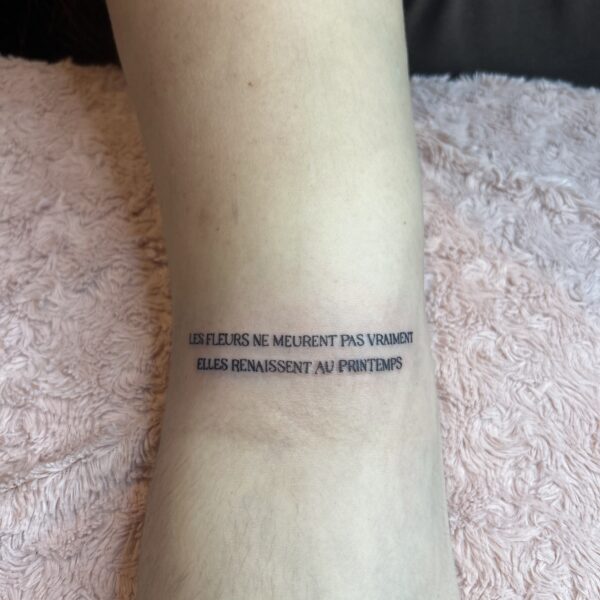 LES FLEURS NE MEURENT PAS VRAIMENT
ELLES RENAISSENT AU PRINTEMPS